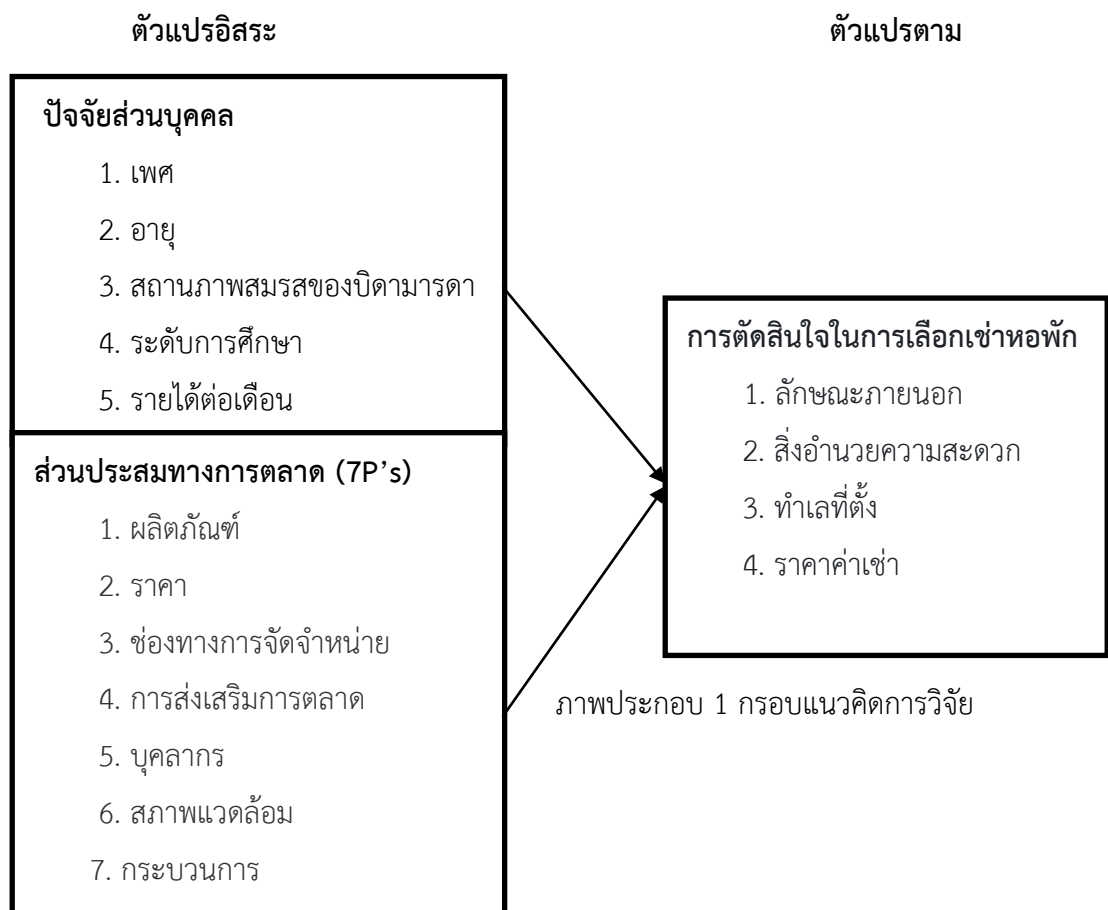 ตัวแปรอิสระ
ตัวแปรตาม
ปัจจัยส่วนบุคคล
1. เพศ
2. อายุ
3. สถานภาพสมรสของบิดามารดา
4. ระดับการศึกษา
5. รายได้ต่อเดือน
ส่วนประสมทางการตลาด (7P’s)
1. ผลิตภัณฑ์
2. ราคา
3. ช่องทางการจัดจำหน่าย
4. การส่งเสริมการตลาด
5. บุคลากร
6. สภาพแวดล้อม
7. กระบวนการ
การตัดสินใจในการเลือกเช่าหอพัก
1. ลักษณะภายนอก
2. สิ่งอำนวยความสะดวก
3. ทำเลที่ตั้ง
4. ราคาค่าเช่า
ภาพประกอบ 1 กรอบแนวคิดการวิจัย